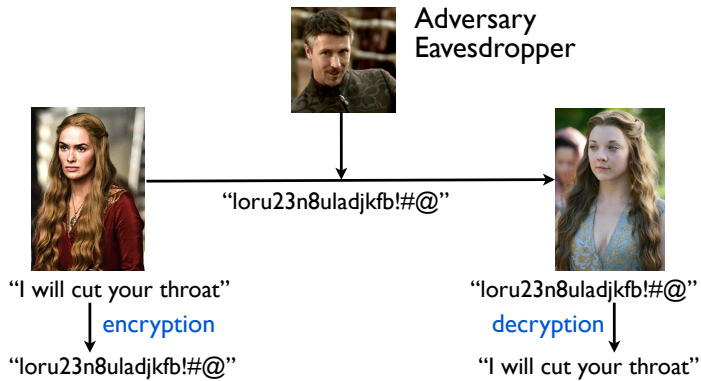 Adversary
Eavesdropper
“loru23n8uladjkfb!#@”
“I will cut your throat”
encryption
“loru23n8uladjkfb!#@”
“loru23n8uladjkfb!#@”
decryption
“I will cut your throat”